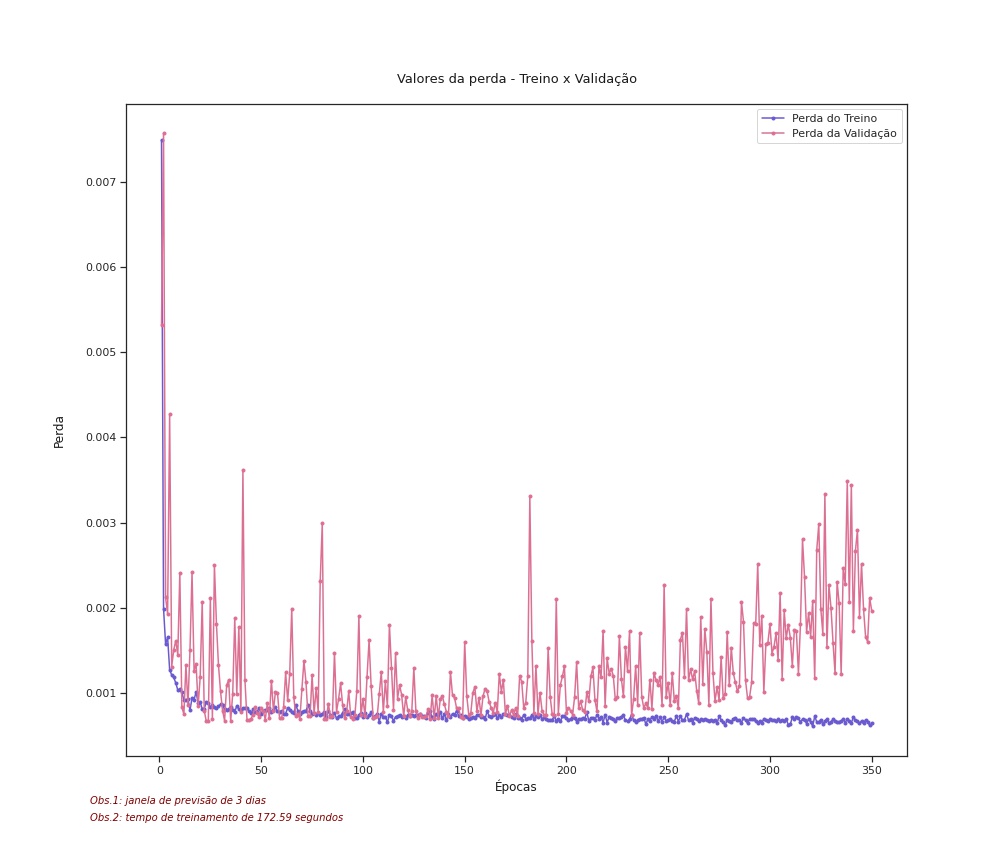 Valores da perda - Treino x Validação
Perda do Treino
Perda da Validação
0.007
0.006
0.005
0.004
0.003
0.002
0.001
Perda
0
50
100
150
200
250
300
350
Épocas
Obs.1: janela de previsão de 3 dias
Obs.2: tempo de treinamento de 172.59 segundos